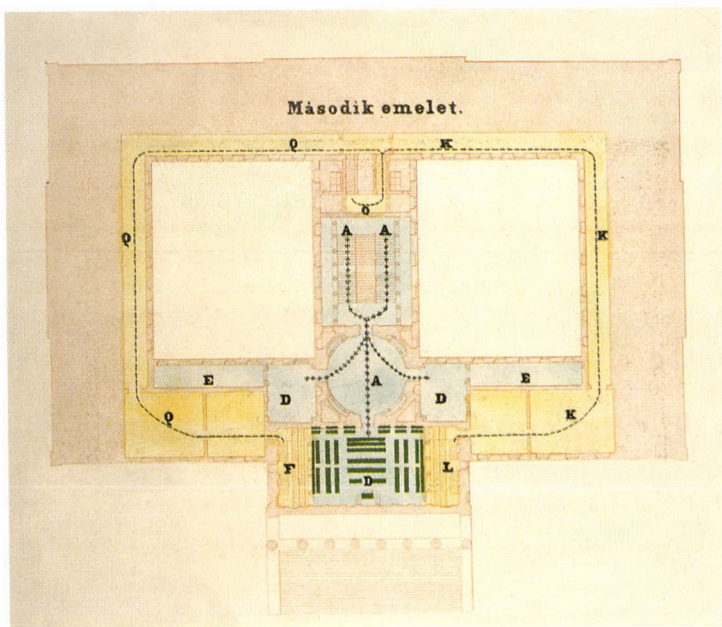 Második emelet.
Q K
O
Q K
A A
E D A D E
Q K
F D L